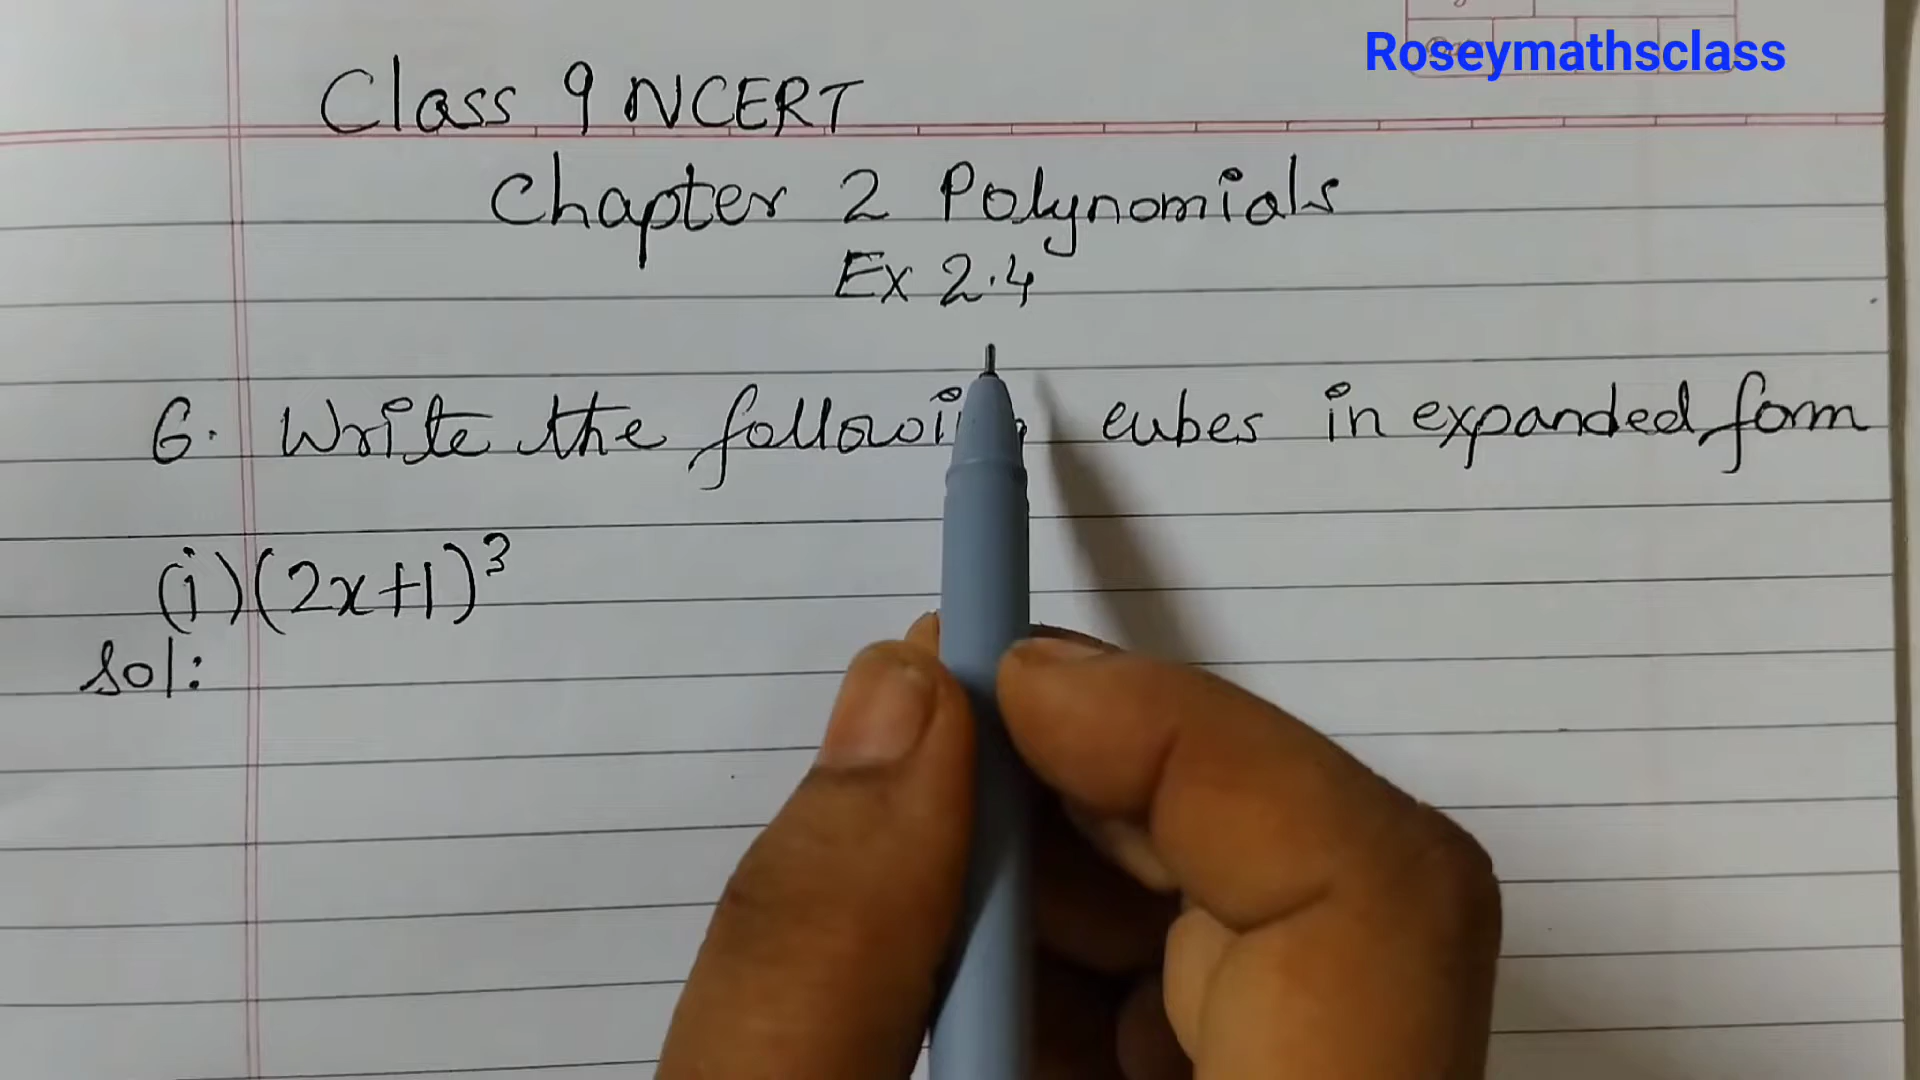 Roseymathsclass
Class 9 NCERT
Chapter 2 Polynomials
Ex 2.4
6. Write the following cubes in expanded form
(i) (2x+1)³
Sol: